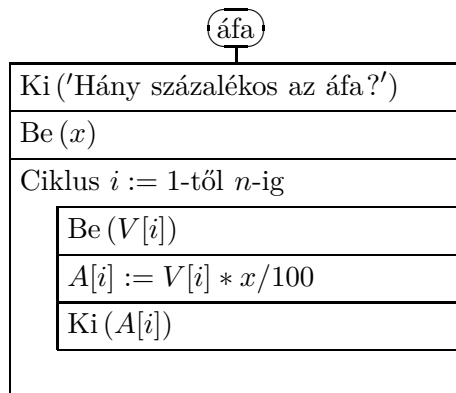 áfa
Ki ('Hány százalékos az áfa?')
Be (x)
Ciklus i := 1-től n-ig
Be (V[i])
A[i] := V[i] ∗ x/100
Ki (A[i])